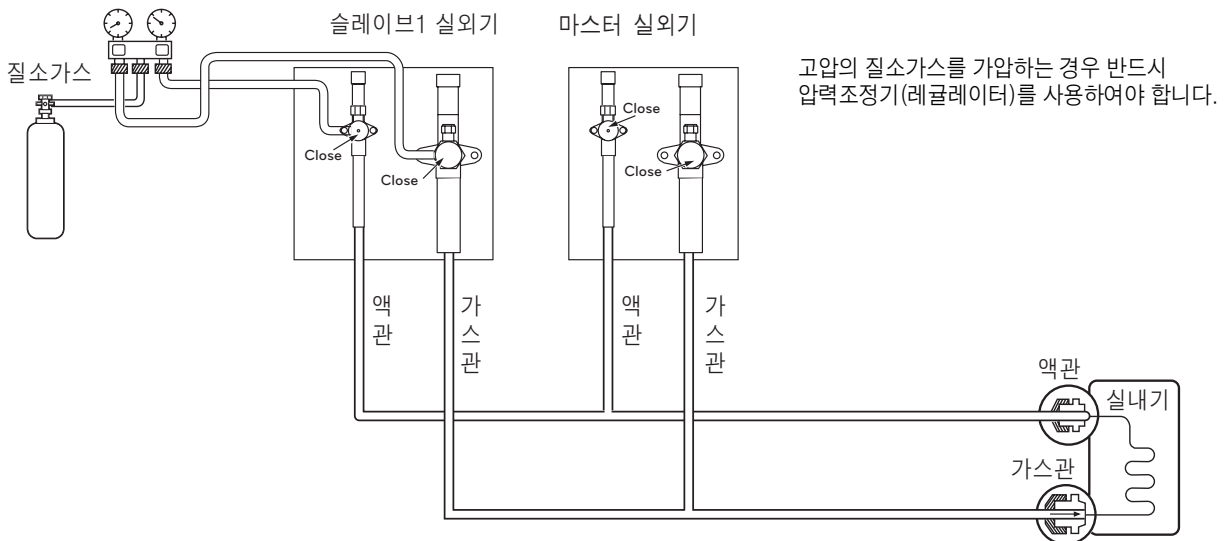 슬레이브1 실외기
마스터 실외기
질소가스
고압의 질소가스를 가압하는 경우 반드시
압력조정기(레귤레이터)를 사용하여야 합니다.
Close
Close
Close
Close
액관
가스관
액관
가스관
액관
실내기
가스관